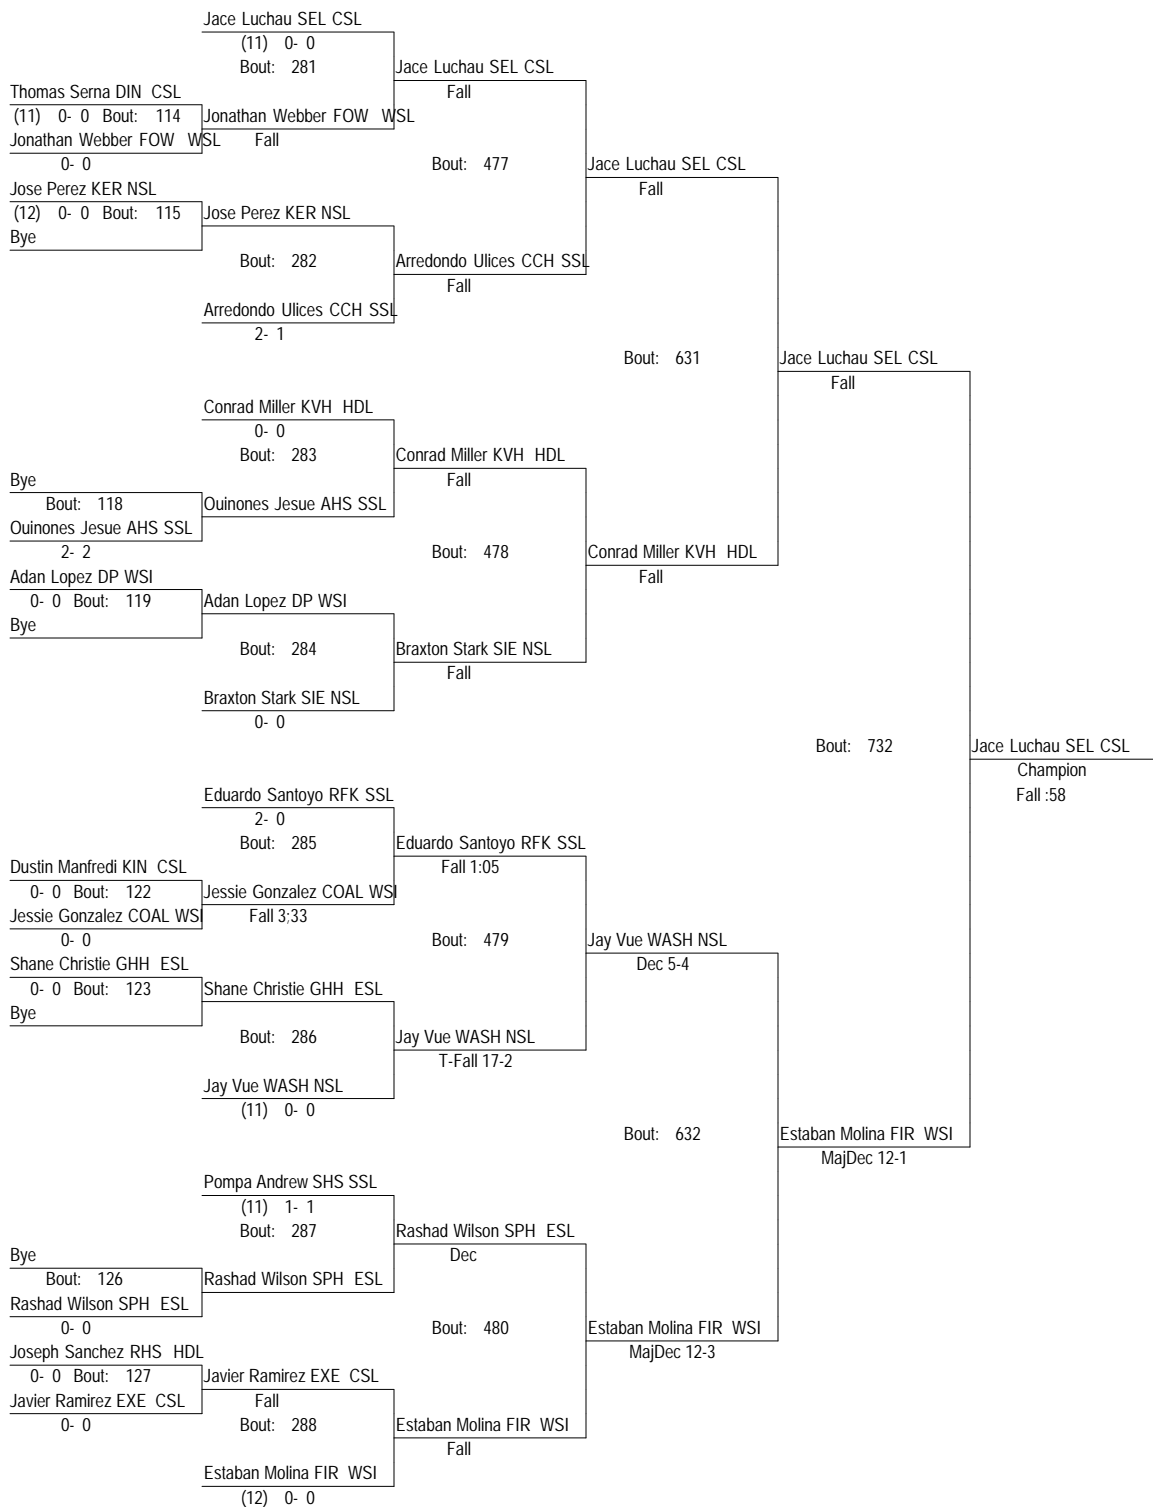 Jace Luchau SEL CSL
(11) 0- 0
Bout: 281
Jace Luchau SEL CSL
Fall
Thomas Serna DIN CSL
(11) 0- 0 Bout: 114
Jonathan Webber FOW WSL
Jonathan Webber FOW WSL
Fall
0- 0
Bout: 477
Jace Luchau SEL CSL
Fall
Jose Perez KER NSL
(12) 0- 0 Bout: 115
Jose Perez KER NSL
Bye
Bout: 282
Arredondo Ulices CCH SSL
Fall
Arredondo Ulices CCH SSL
2- 1
Bout: 631
Jace Luchau SEL CSL
Fall
Conrad Miller KVH HDL
0- 0
Bout: 283
Conrad Miller KVH HDL
Fall
Bye
Bout: 118
Ouinones Jesue AHS SSL
Ouinones Jesue AHS SSL
2- 2
Bout: 478
Conrad Miller KVH HDL
Fall
Adan Lopez DP WSI
0- 0 Bout: 119
Adan Lopez DP WSI
Bye
Bout: 284
Braxton Stark SIE NSL
Fall
Braxton Stark SIE NSL
0- 0
Bout: 732
Jace Luchau SEL CSL
Champion
Fall :58
Eduardo Santoyo RFK SSL
2- 0
Bout: 285
Eduardo Santoyo RFK SSL
Fall 1:05
Dustin Manfredi KIN CSL
0- 0 Bout: 122
Jessie Gonzalez COAL WSI
Jessie Gonzalez COAL WSI
Fall 3;33
0- 0
Bout: 479
Jay Vue WASH NSL
Dec 5-4
Shane Christie GHH ESL
0- 0 Bout: 123
Shane Christie GHH ESL
Bye
Bout: 286
Jay Vue WASH NSL
T-Fall 17-2
Jay Vue WASH NSL
(11) 0- 0
Bout: 632
Estaban Molina FIR WSI
MajDec 12-1
Pompa Andrew SHS SSL
(11) 1- 1
Bout: 287
Rashad Wilson SPH ESL
Dec
Bye
Bout: 126
Rashad Wilson SPH ESL
Rashad Wilson SPH ESL
0- 0
Bout: 480
Estaban Molina FIR WSI
MajDec 12-3
Joseph Sanchez RHS HDL
0- 0 Bout: 127
Javier Ramirez EXE CSL
Javier Ramirez EXE CSL
Fall
0- 0
Bout: 288
Estaban Molina FIR WSI
Fall
Estaban Molina FIR WSI
(12) 0- 0